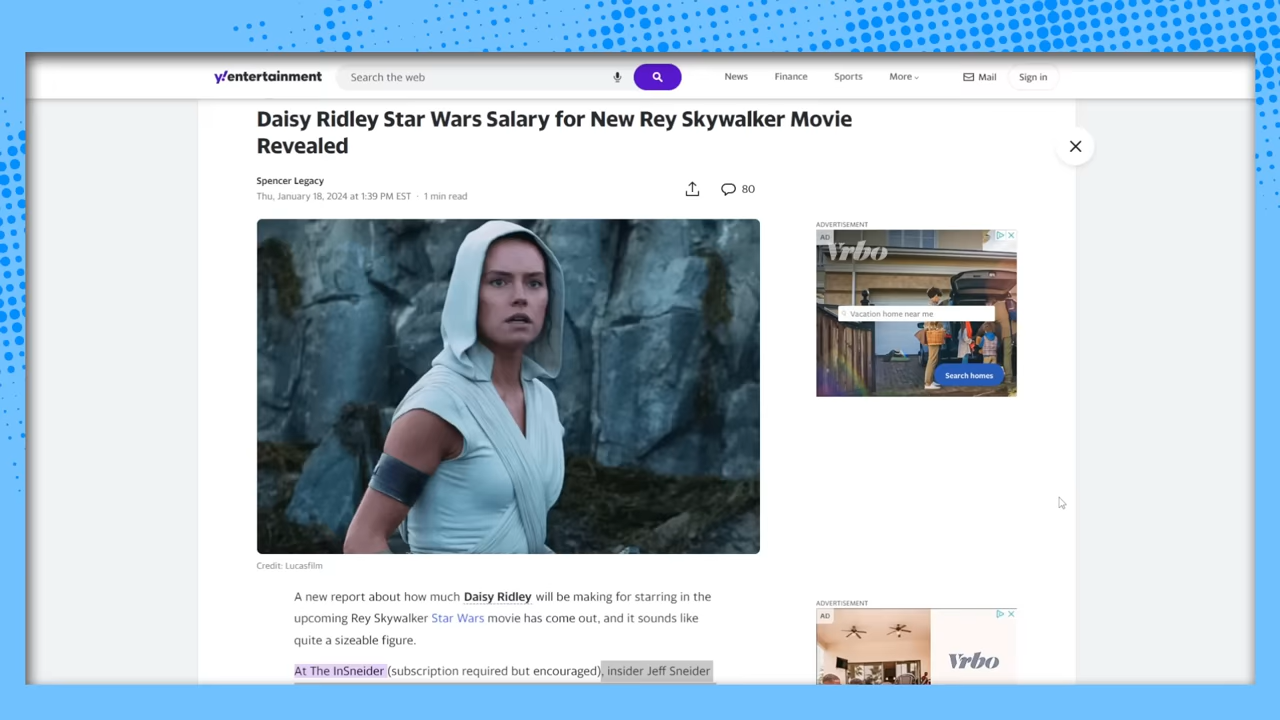 y!entertainment
Search the web
News
Finance
Sports
More
Mail
Sign in
Daisy Ridley Star Wars Salary for New Rey Skywalker Movie
Revealed
Spencer Legacy
Thu, January 18, 2024 at 1:39 PM EST · 1 min read
80
ADVERTISEMENT
AD
Vrbo
Vacation home near me
Search homes
Credit: Lucasfilm
A new report about how much Daisy Ridley will be making for starring in the
upcoming Rey Skywalker Star Wars movie has come out, and it sounds like
quite a sizeable figure.
At The InSneider (subscription required but encouraged), insider Jeff Sneider
ADVERTISEMENT
AD
Vrbo